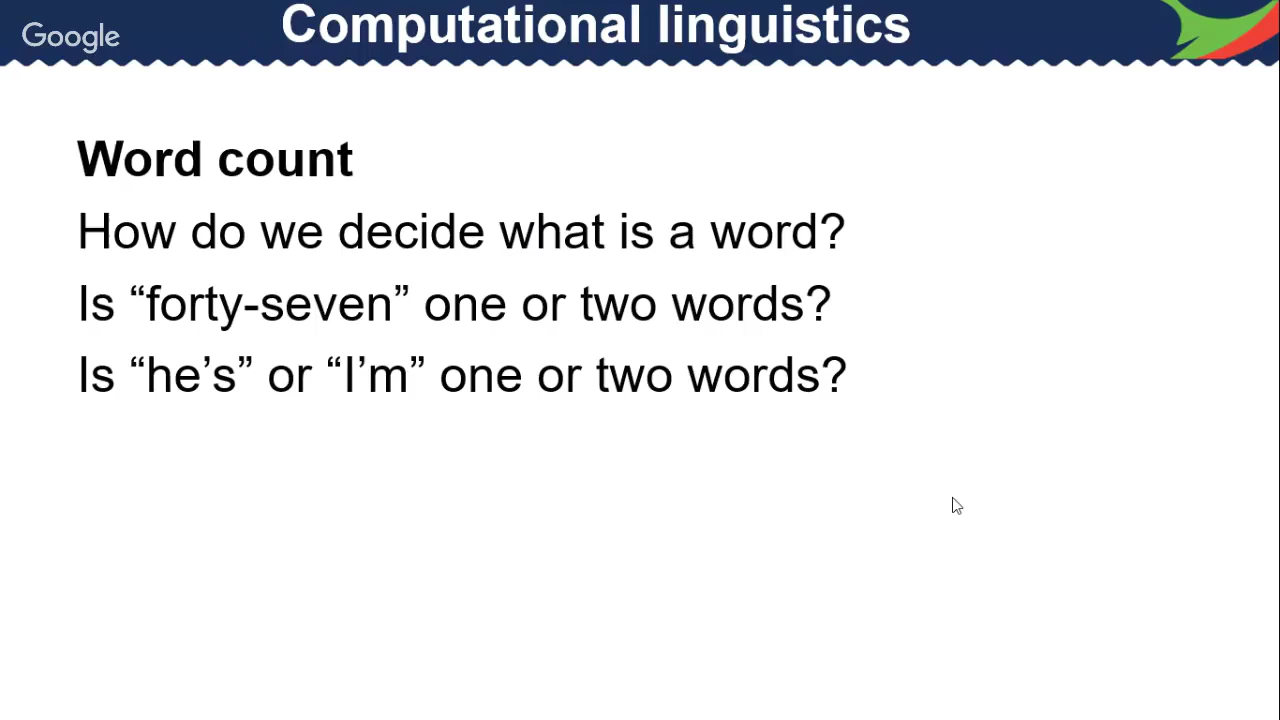 Google
Computational linguistics
Word count
How do we decide what is a word?
Is “forty-seven” one or two words?
Is “he’s” or “I’m” one or two words?